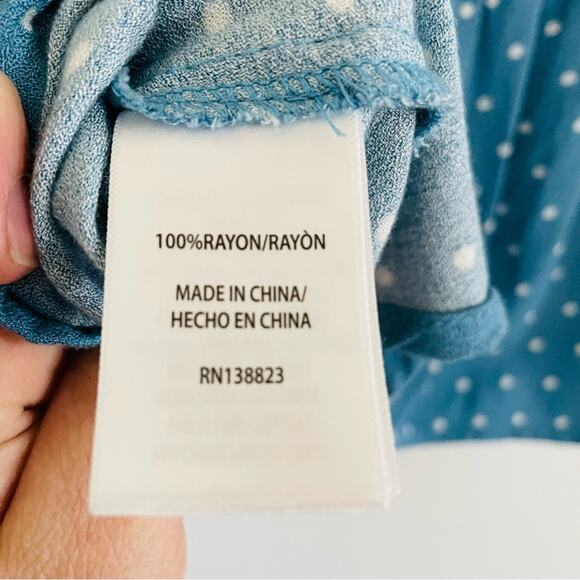 100%RAYON/RAYÒN
MADE IN CHINA/
HECHO EN CHINA
RN138823